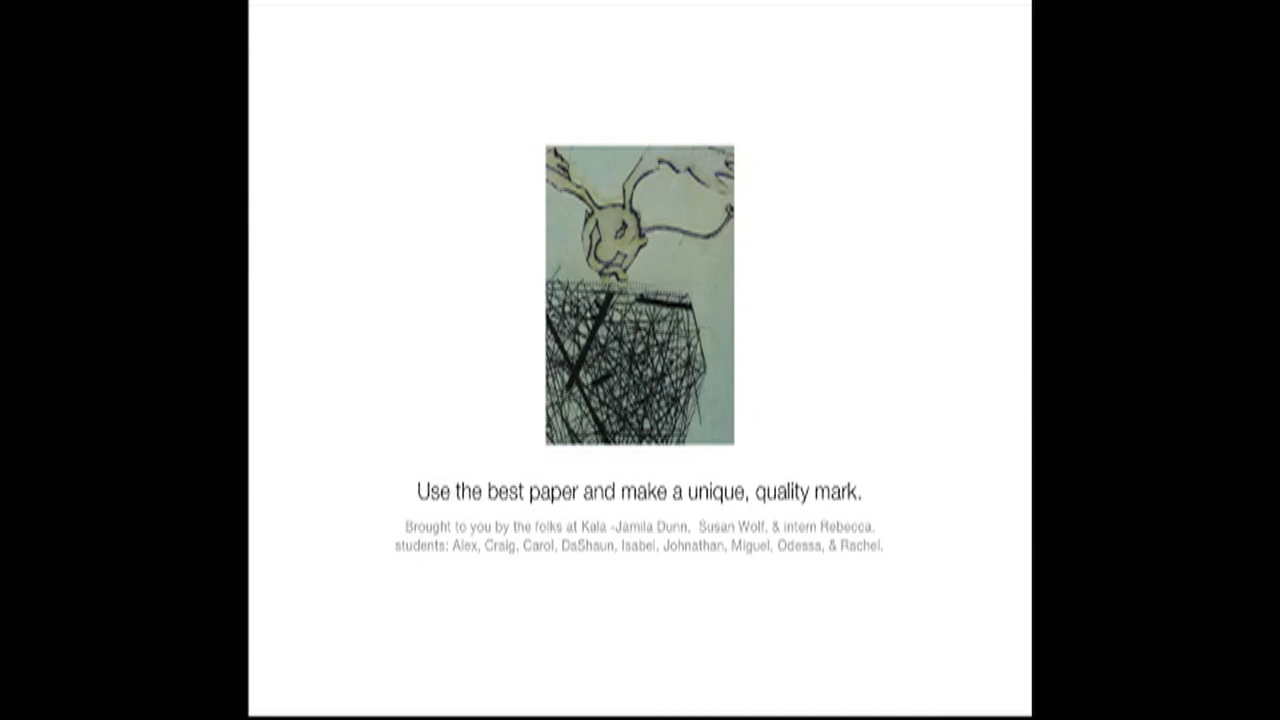 Use the best paper and make a unique, quality mark.
Brought to you by the folks at Kala -Jamila Dunn, Susan Wolf, & intern Rebecca.
students: Alex, Craig, Carol, DaShaun, Isabel, Johnathan, Miguel, Odessa, & Rachel.